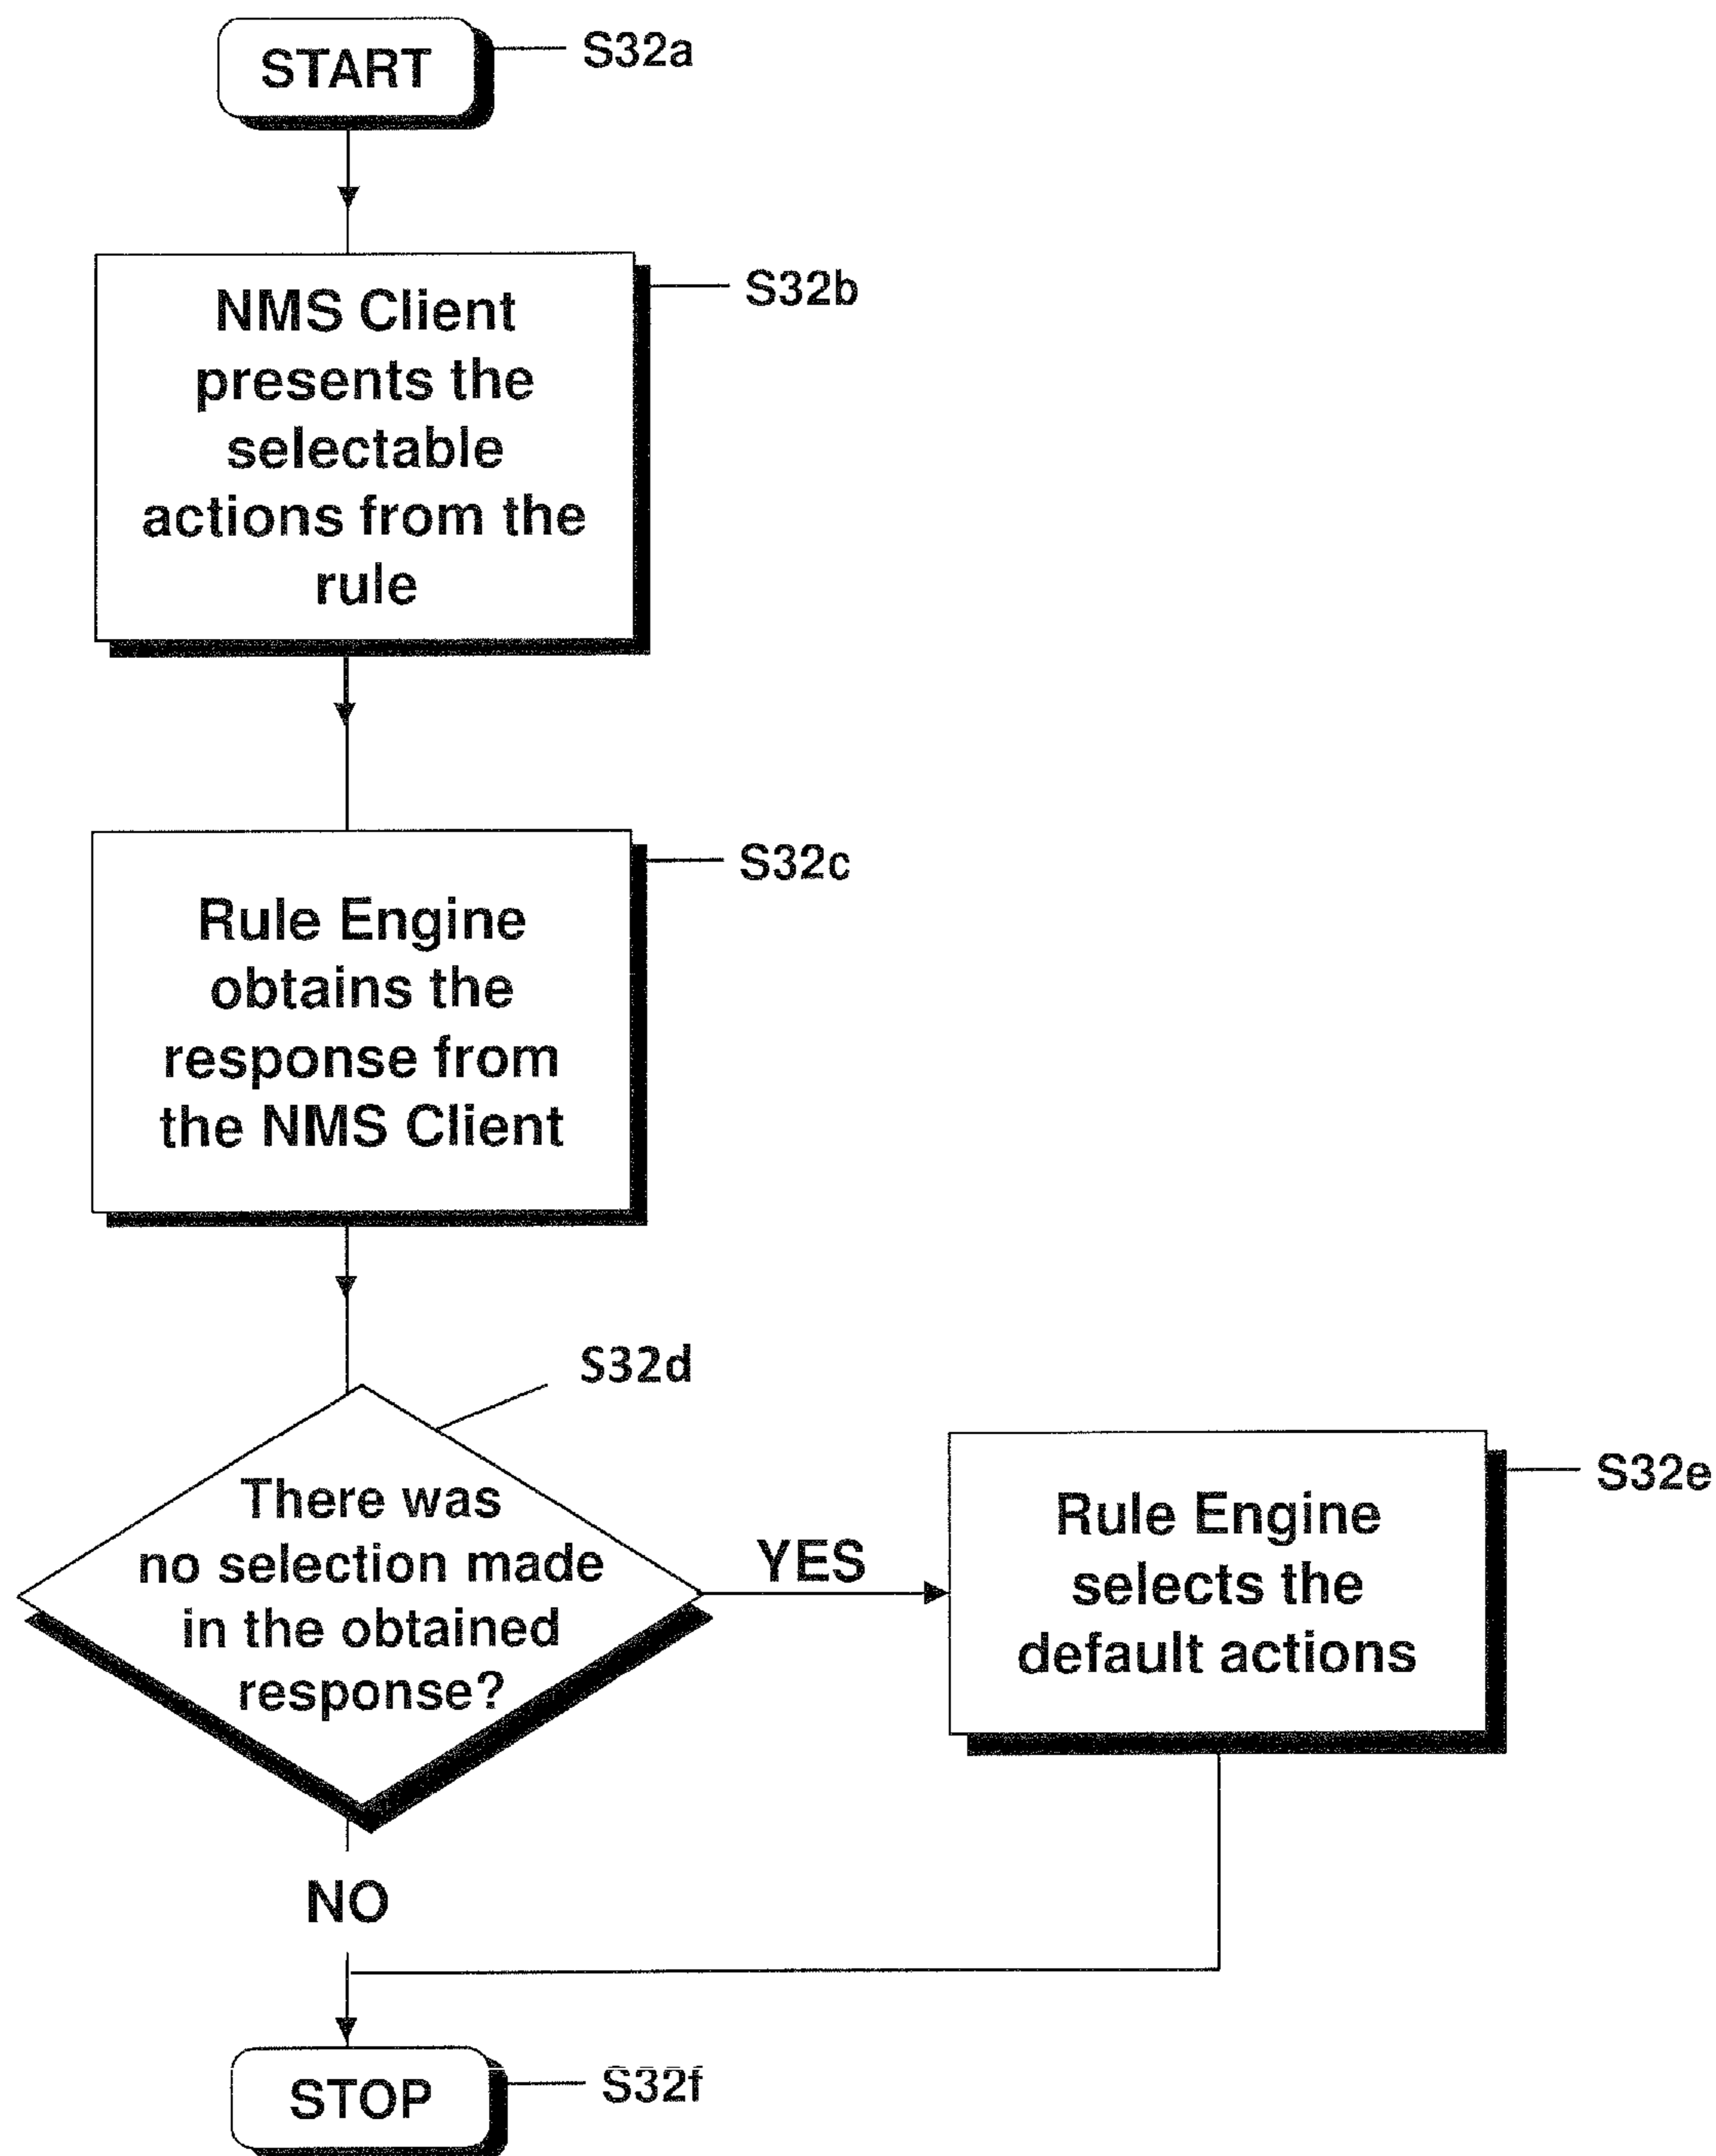 START
S32a
NMS Client
presents the
selectable
actions from the
rule
S32b
Rule Engine
obtains the
response from
the NMS Client
S32c
S32d
There was
no selection made
in the obtained
response?
YES
Rule Engine
selects the
default actions
S32e
NO
STOP
S32f